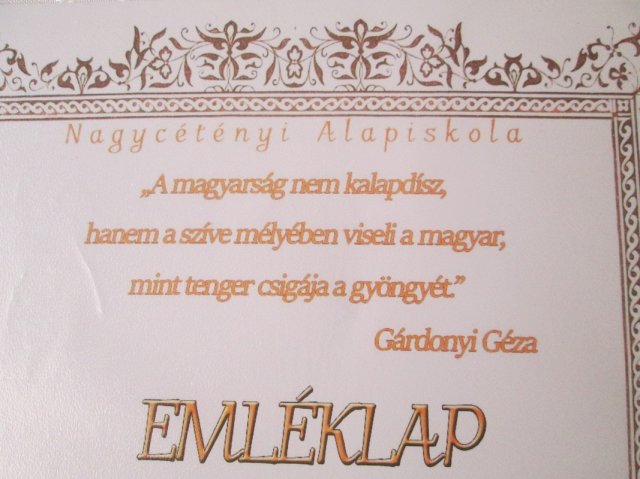 Nagycétényi Alapiskola
„A magyarság nem kalapdísz,
hanem a szíve mélyében viseli a magyar,
mint tenger csigája a gyöngyét.”
Gárdonyi Géza
EMLÉKLAP